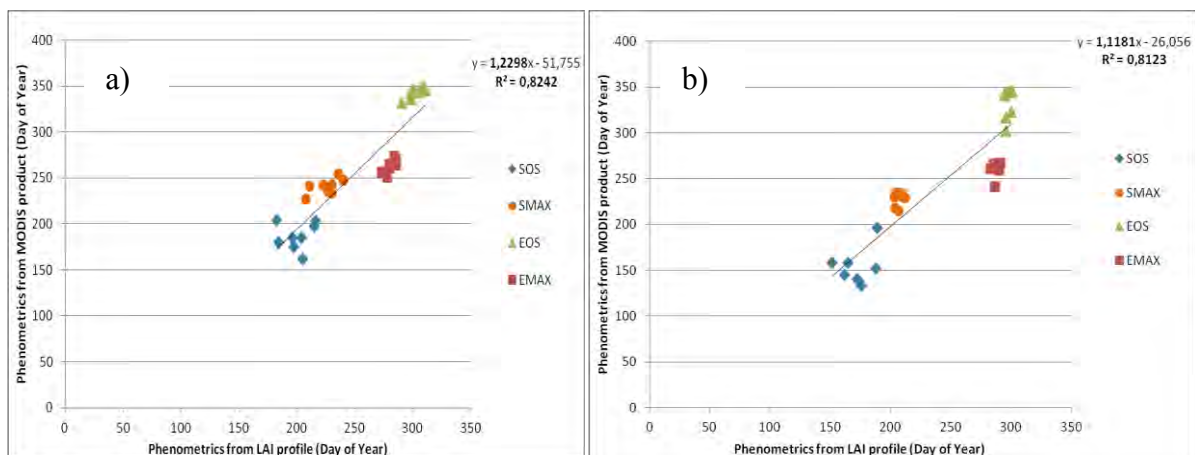 a)
y = 1,2298x - 51,755
R² = 0,8242
Phenometrics from MODIS product (Day of Year)
400
350
300
250
200
150
100
50
0
0 50 100 150 200 250 300 350
Phenometrics from LAI profile (Day of Year)
SOS
SMAX
EOS
EMAX
b)
y = 1,1181x - 26,056
R² = 0,8123
Phenometrics from MODIS product (Day of Year)
400
350
300
250
200
150
100
50
0
0 50 100 150 200 250 300 350
Phenometrics from LAI profile (Day of Year)
SOS
SMAX
EOS
EMAX